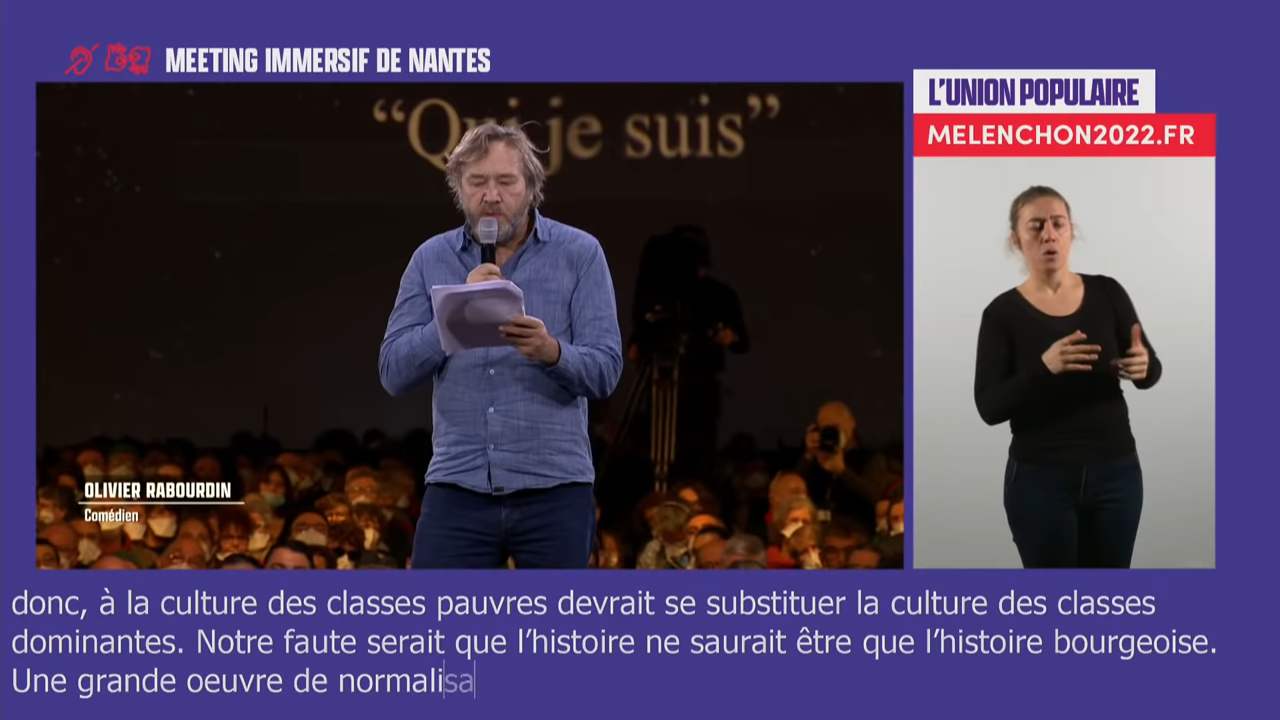 MEETING IMMERSIF DE NANTES
L'UNION POPULAIRE
MELENCHON2022.FR
“Qui je suis”
OLIVIER RABOURDIN
Comédien
donc, à la culture des classes pauvres devrait se substituer la culture des classes
dominantes. Notre faute serait que l’histoire ne saurait être que l’histoire bourgeoise.
Une grande oeuvre de normalisa